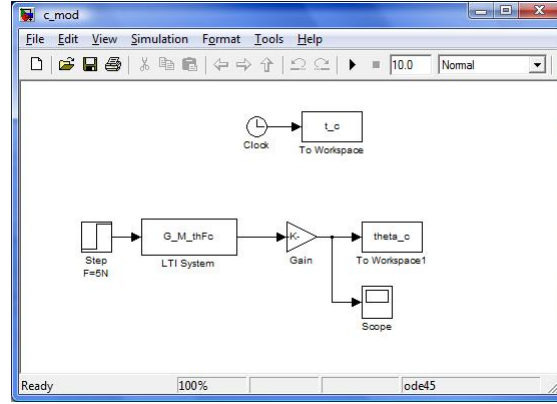 c_mod
File Edit View Simulation Format Tools Help
10.0 Normal
t_c
Clock
To Workspace
G_M_thFc
-K-
theta_c
Step
F=5N
LTI System
Gain
To Workspace1
Scope
Ready 100% ode45